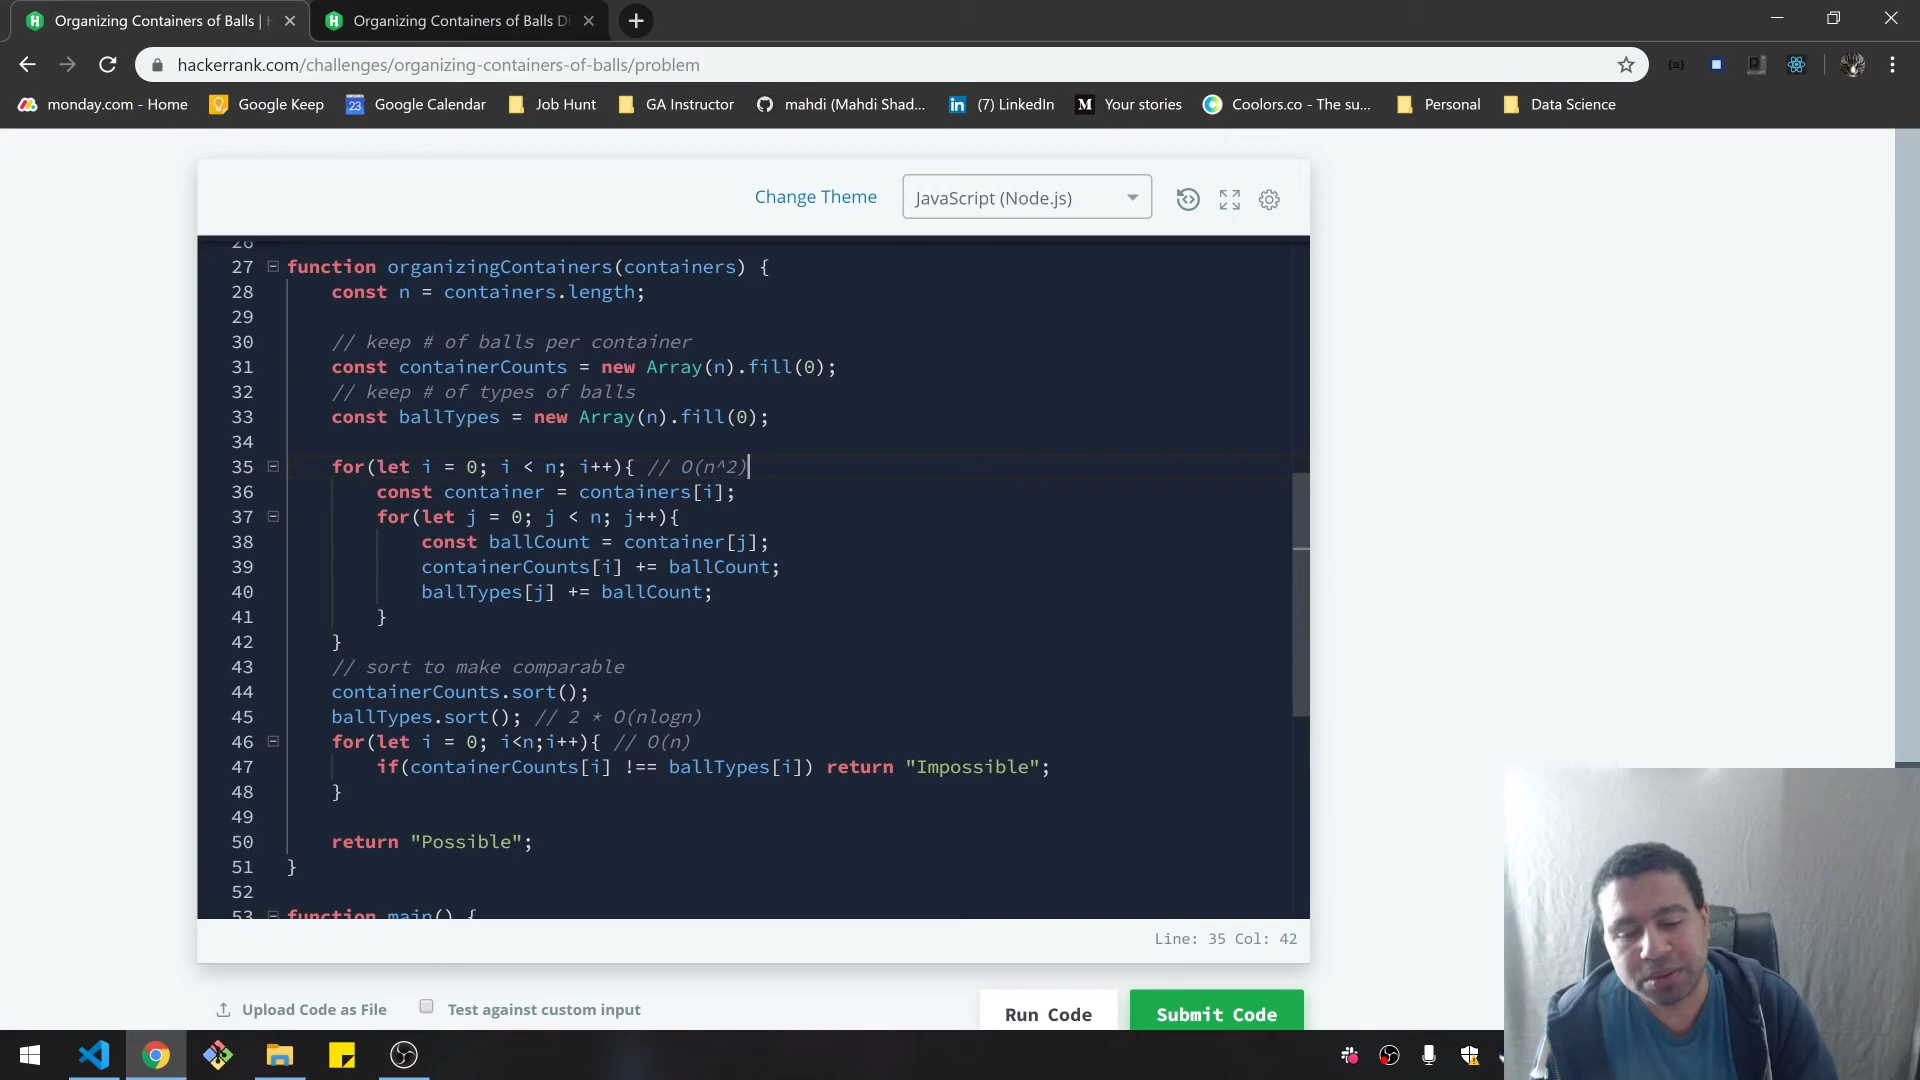 Organizing Containers of Balls |
Organizing Containers of Balls Di
hackerrank.com/challenges/organizing-containers-of-balls/problem
monday.com - Home
Google Keep
23
Google Calendar
Job Hunt
GA Instructor
mahdi (Mahdi Shad...
in (7) LinkedIn
M Your stories
Coolors.co - The su...
Personal
Data Science
Change Theme
JavaScript (Node.js)
26
27 function organizingContainers(containers) {
28 const n = containers.length;
29
30 // keep # of balls per container
31 const containerCounts = new Array(n).fill(0);
32 // keep # of types of balls
33 const ballTypes = new Array(n).fill(0);
34
35 for(let i = 0; i < n; i++){ // O(n^2)
36 const container = containers[i];
37 for(let j = 0; j < n; j++){
38 const ballCount = container[j];
39 containerCounts[i] += ballCount;
40 ballTypes[j] += ballCount;
41 }
42 }
43 // sort to make comparable
44 containerCounts.sort();
45 ballTypes.sort(); // 2 * O(nlogn)
46 for(let i = 0; i<n;i++){ // O(n)
47 if(containerCounts[i] !== ballTypes[i]) return "Impossible";
48 }
49
50 return "Possible";
51 }
52
53 function main() {
Line: 35 Col: 42
Upload Code as File
Test against custom input
Run Code
Submit Code